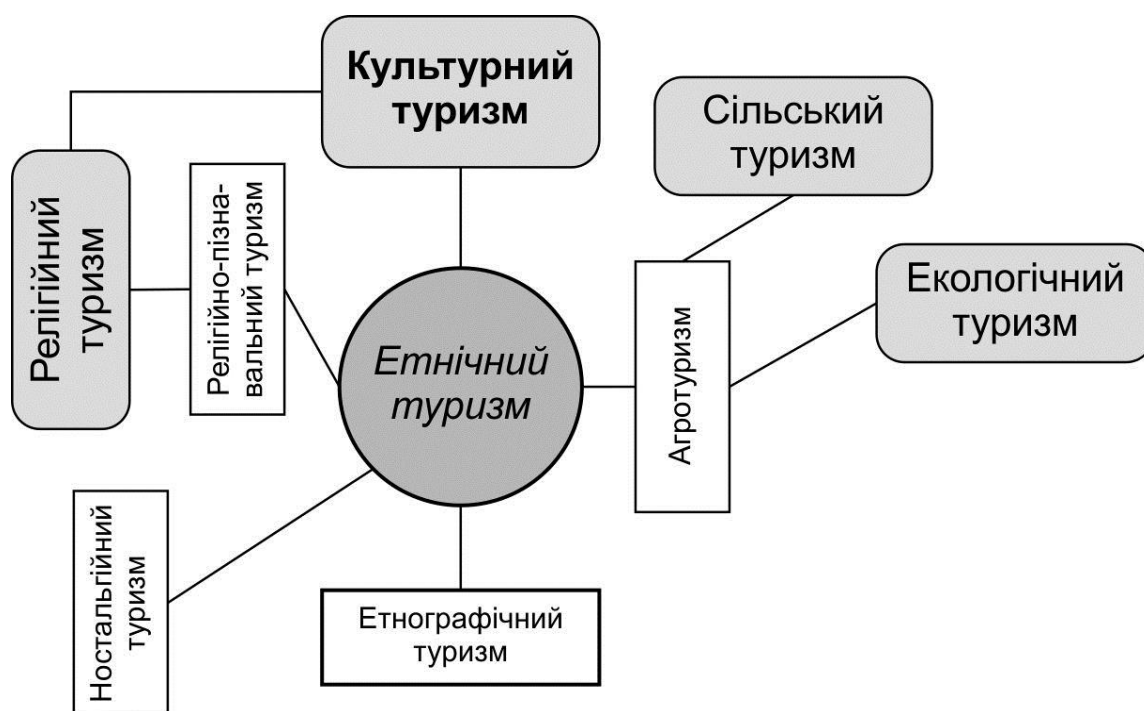 Культурний
туризм
Сільський
туризм
Релігійний
туризм
Релігійно-пізна-
вальний туризм
Екологічний
туризм
Етнічний
туризм
Агротуризм
Ностальгійний
туризм
Етнографічний
туризм